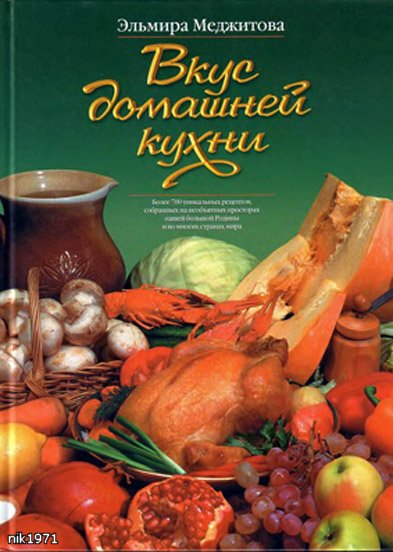 Эльмира Меджитова
Вкус
домашней
кухни
Более 700 уникальных рецептов,
собранных на необъятных просторах
нашей большой Родины
и во многих странах мира
nik1971